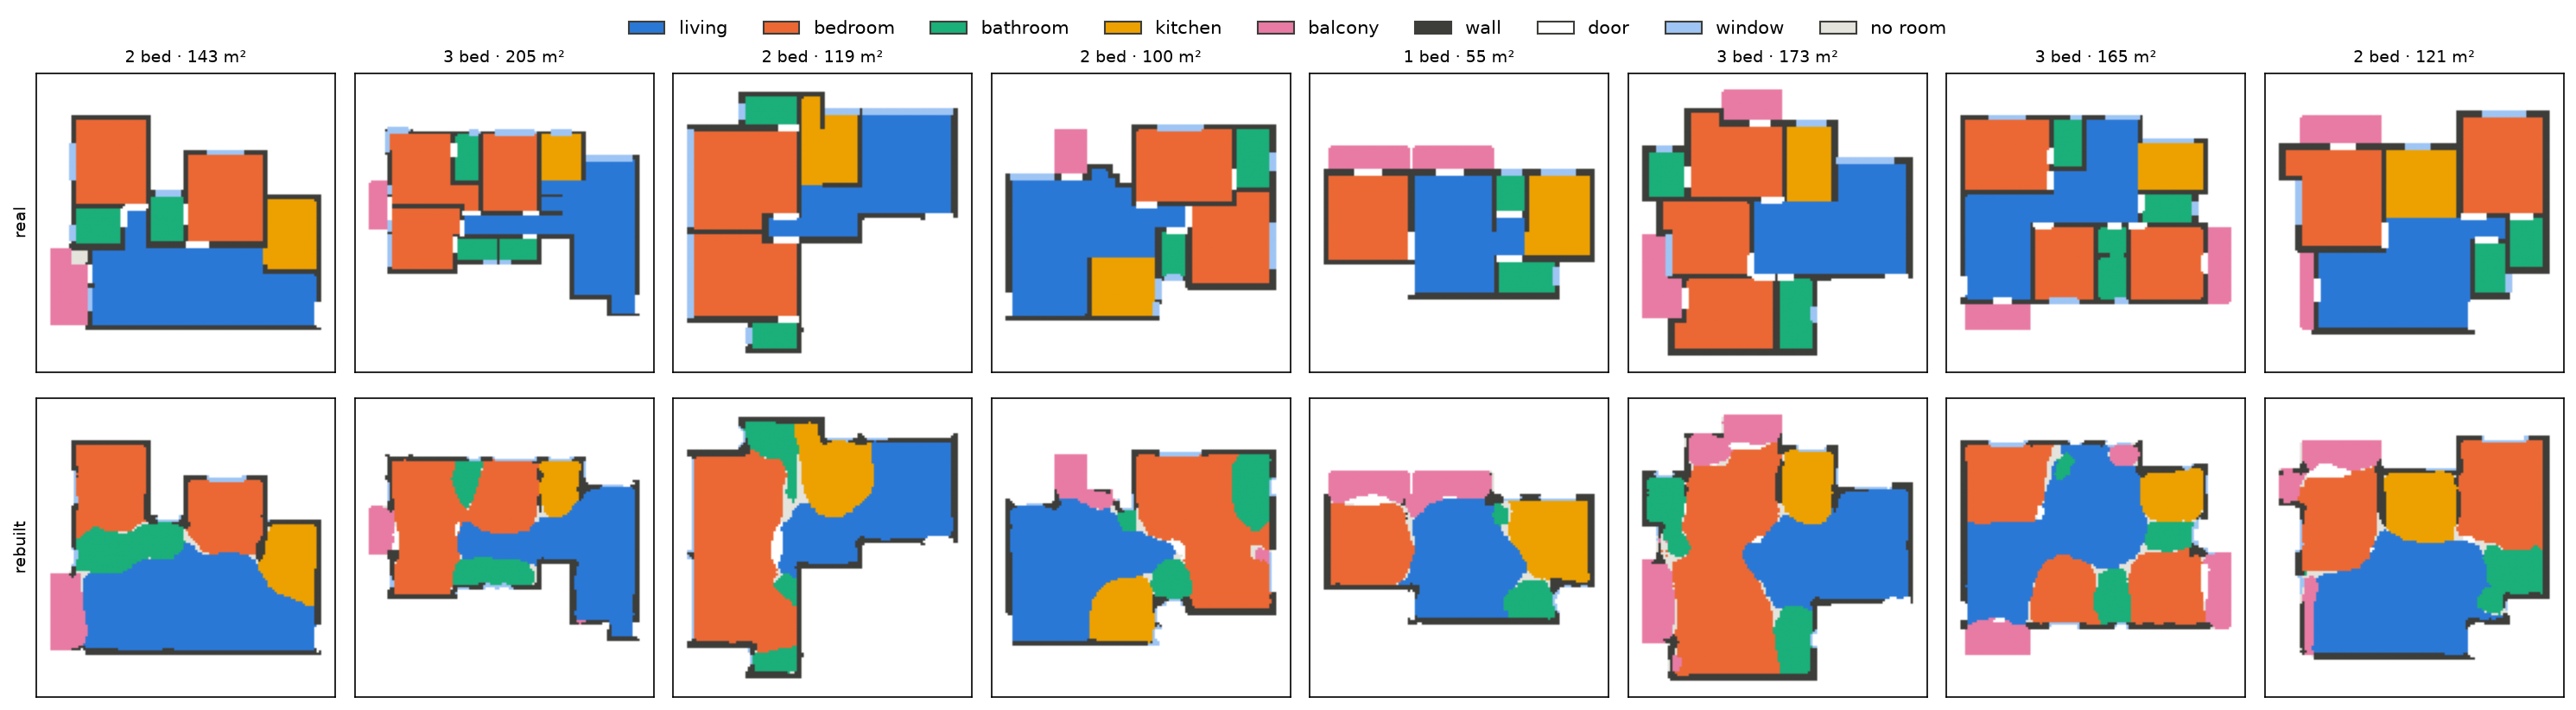 living bedroom bathroom kitchen balcony wall door window no room
2 bed · 143 m² 3 bed · 205 m² 2 bed · 119 m² 2 bed · 100 m² 1 bed · 55 m² 3 bed · 173 m² 3 bed · 165 m² 2 bed · 121 m²
real
rebuilt